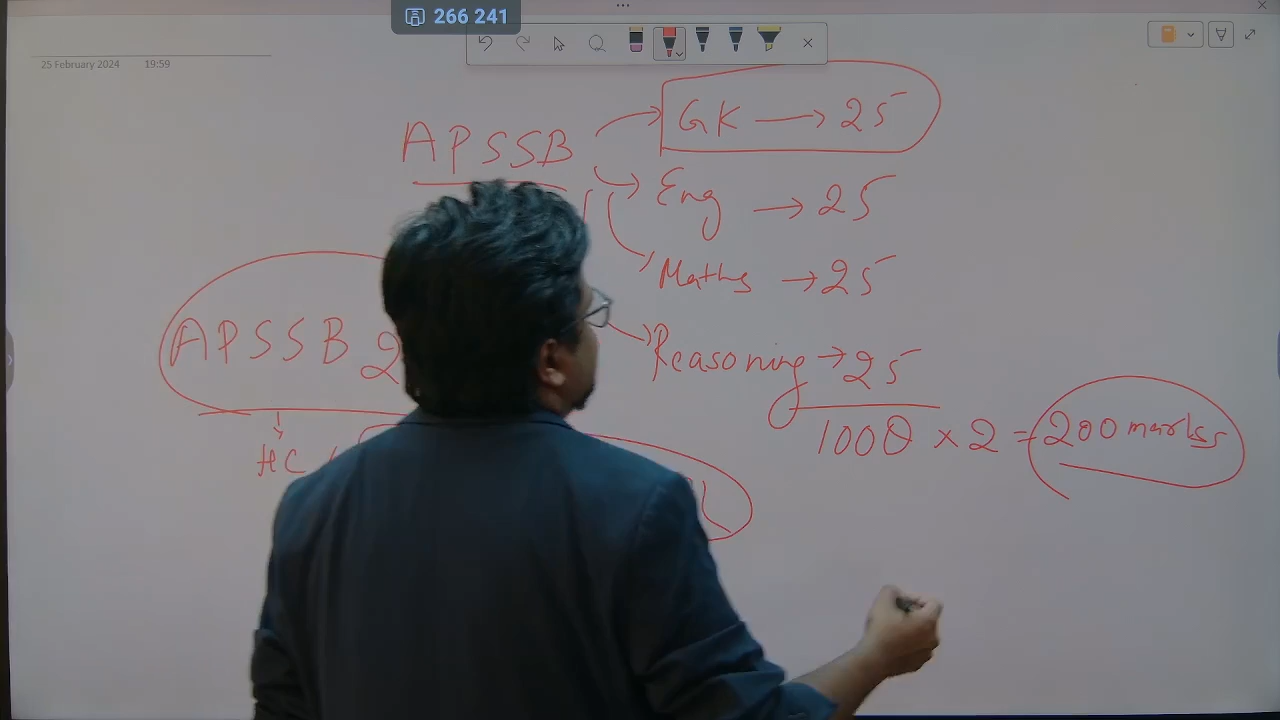 266 241
25 February 2024 19:59
APSSB
GK → 25
Eng → 25
Maths → 25
Reasoning → 25
100Q × 2 = 200 marks
APSSB 2
HC